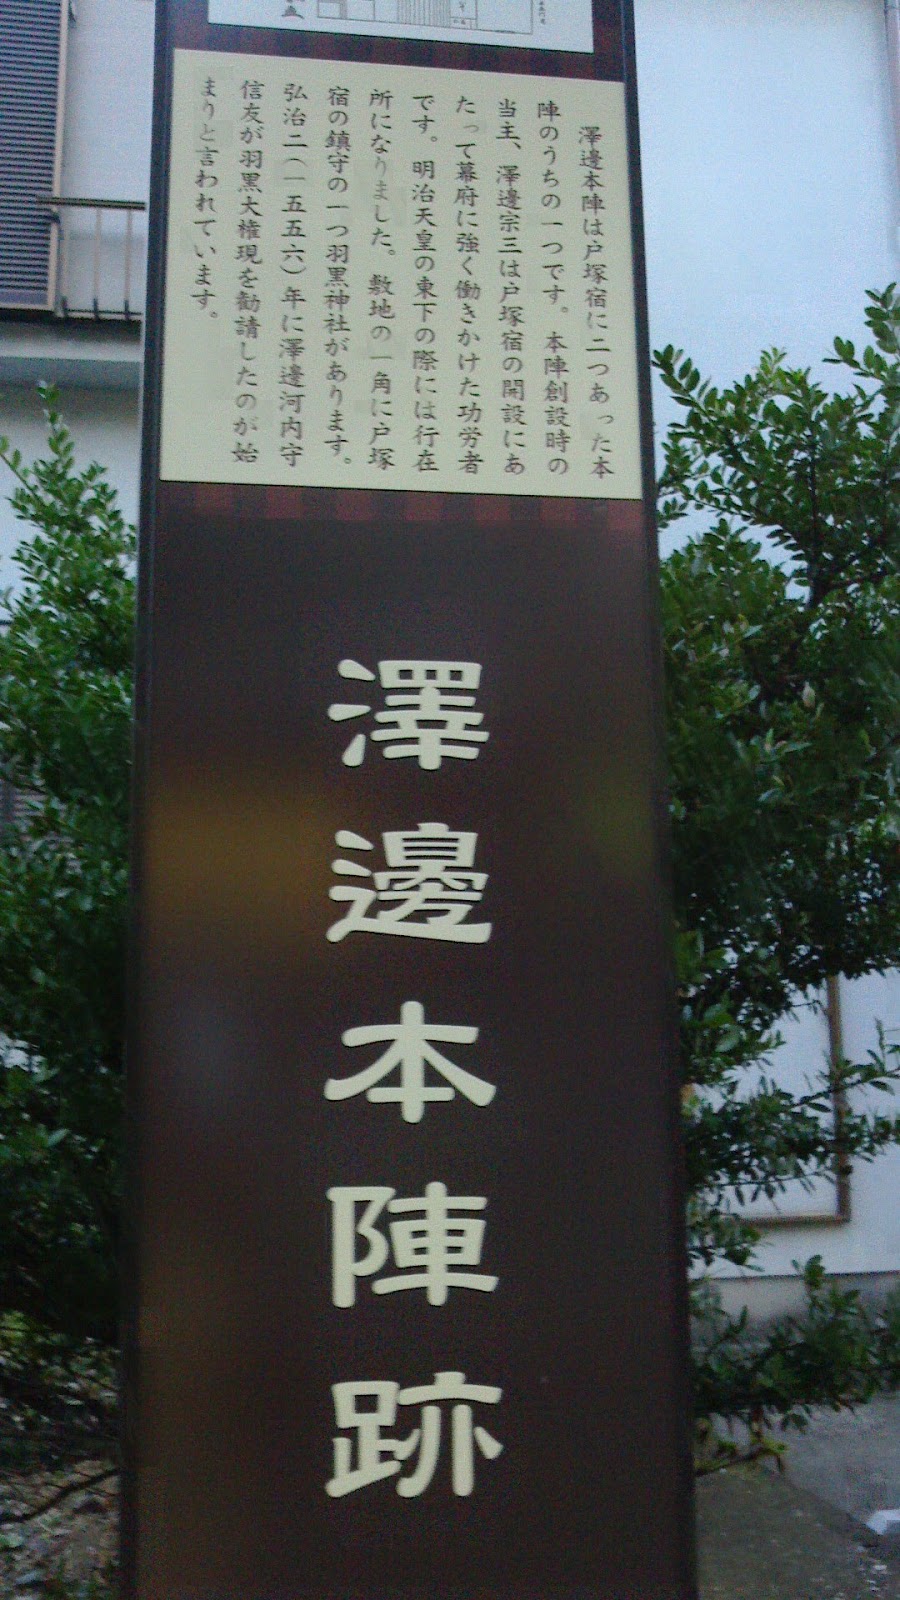 澤邊本陣は戸塚宿に二つあった本
陣のうちの一つです。本陣創設時の
当主、澤邊宗三は戸塚宿の開設にあ
たって幕府に強く働きかけた功労者
です。明治天皇の東下の際には行在
所になりました。敷地の一角に戸塚
宿の鎮守の一つ羽黒神社があります。
弘治二（一五五六）年に澤邊河内守
信友が羽黒大権現を勧請したのが始
まりと言われています。
澤邊本陣跡